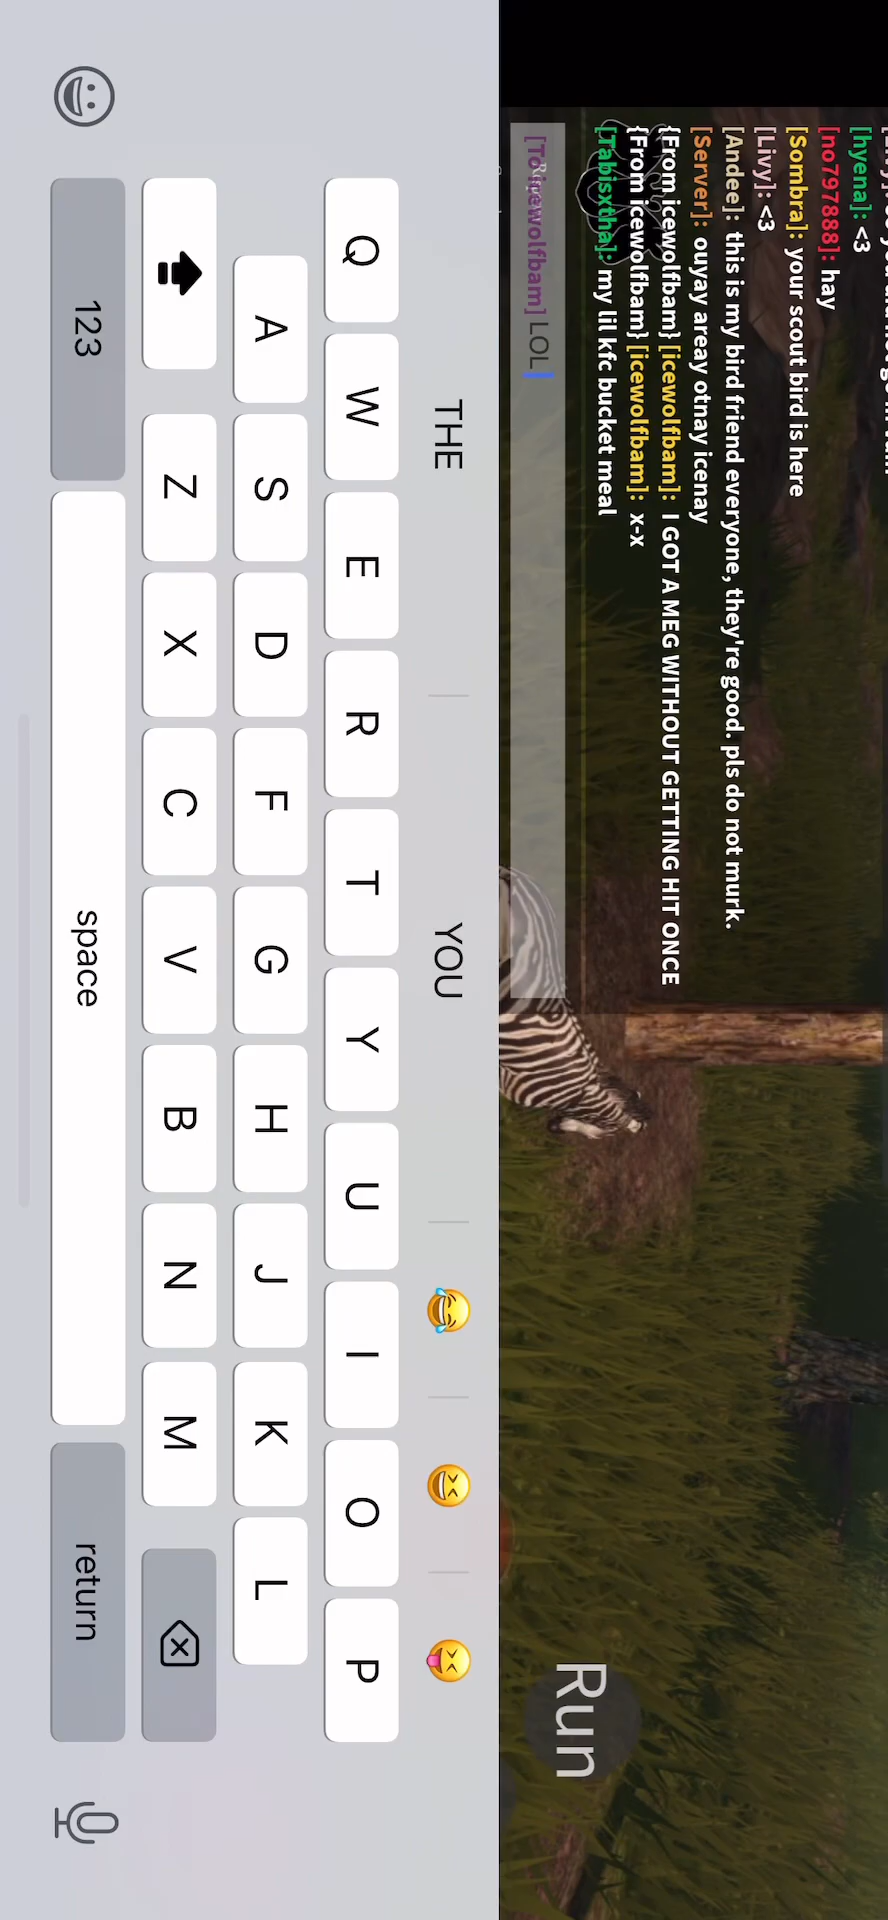 [hyena]: <3
[no797888]: hay
[Sombra]: your scout bird is here
[Livy]: <3
[Andee]: this is my bird friend everyone, they're good. pls do not murk.
[Server]: ouyay areay otnay icenay
{From icewolfbam} [icewolfbam]: I GOT A MEG WITHOUT GETTING HIT ONCE
{From icewolfbam} [icewolfbam]: x-x
[Tabisxtha]: my lil kfc bucket meal
[To icewolfbam] LOL
Run
THE YOU 😂 😆 😝
Q W E R T Y U I O P
A S D F G H J K L
Z X C V B N M
123 space return